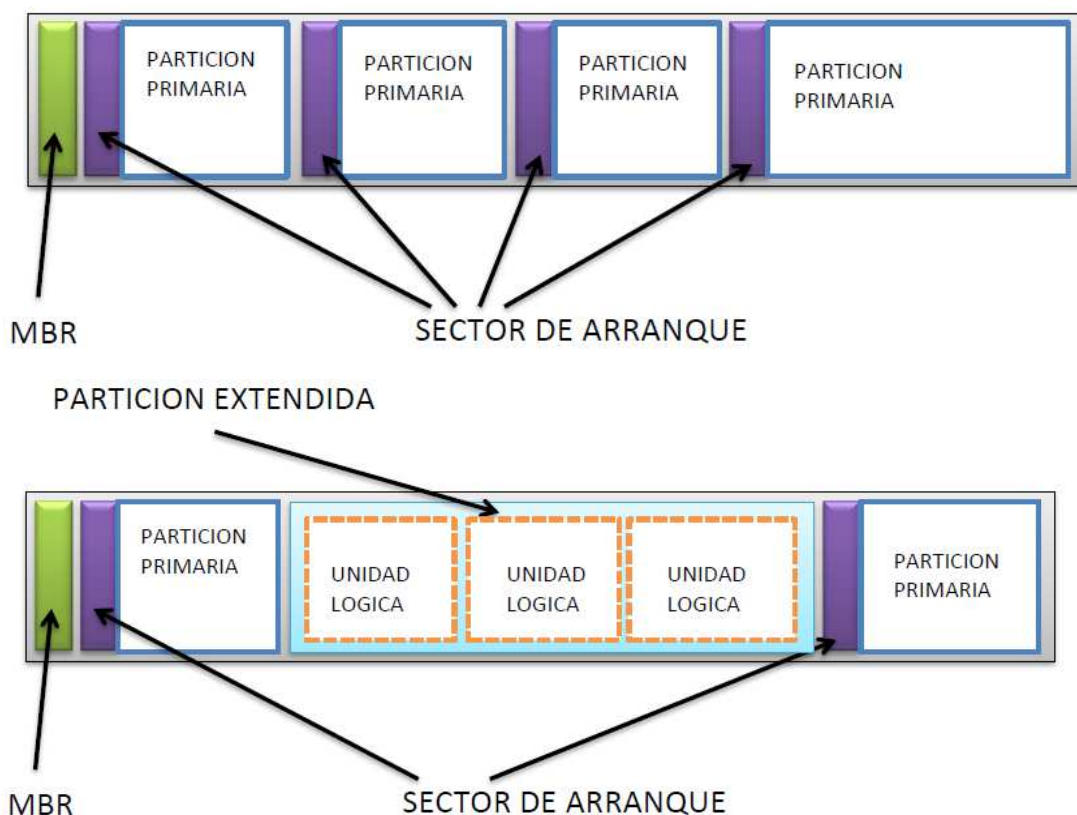 PARTICION
PRIMARIA
PARTICION
PRIMARIA
PARTICION
PRIMARIA
PARTICION
PRIMARIA
MBR
SECTOR DE ARRANQUE
PARTICION EXTENDIDA
PARTICION
PRIMARIA
UNIDAD
LOGICA
UNIDAD
LOGICA
UNIDAD
LOGICA
PARTICION
PRIMARIA
MBR
SECTOR DE ARRANQUE